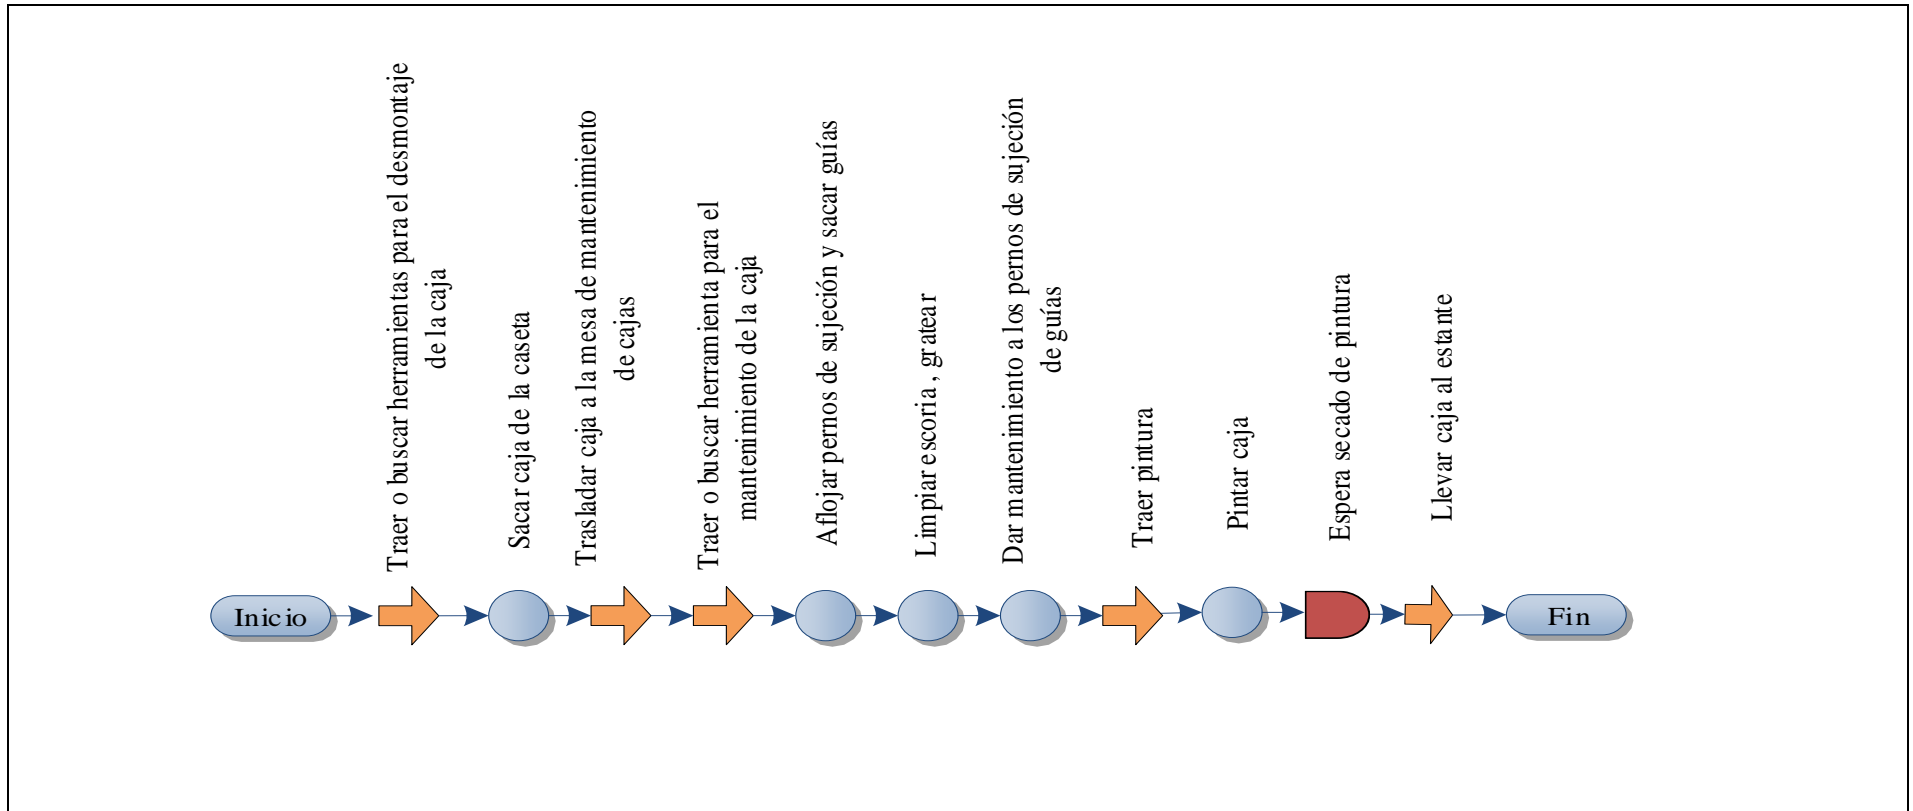 Inicio
Traer o buscar herramientas para el desmontaje
de la caja
Sacar caja de la caseta
Trasladar caja a la mesa de mantenimiento
de cajas
Traer o buscar herramienta para el
mantenimiento de la caja
Aflojar pernos de sujeción y sacar guías
Limpiar escoria , gratear
Dar mantenimiento a los pernos de sujeción
de guías
Traer pintura
Pintar caja
Espera secado de pintura
Llevar caja al estante
Fin